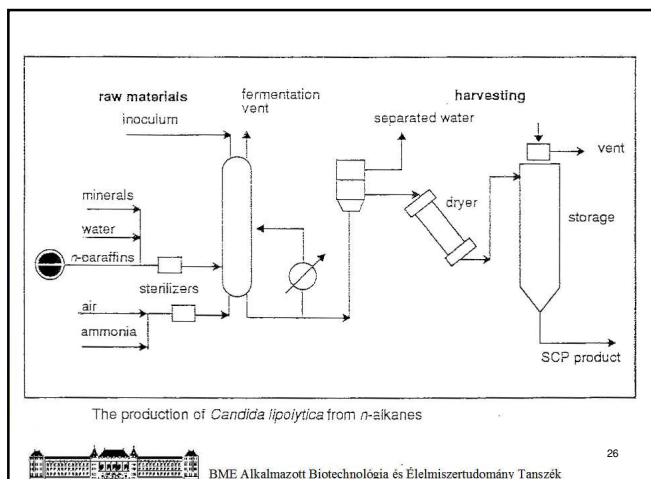 raw materials
fermentation
vent
harvesting
inoculum
separated water
vent
minerals
water
n-paraffins
dryer
storage
sterilizers
air
ammonia
SCP product
The production of Candida lipolytica from n-alkanes
26
BME Alkalmazott Biotechnológia és Élelmiszertudomány Tanszék